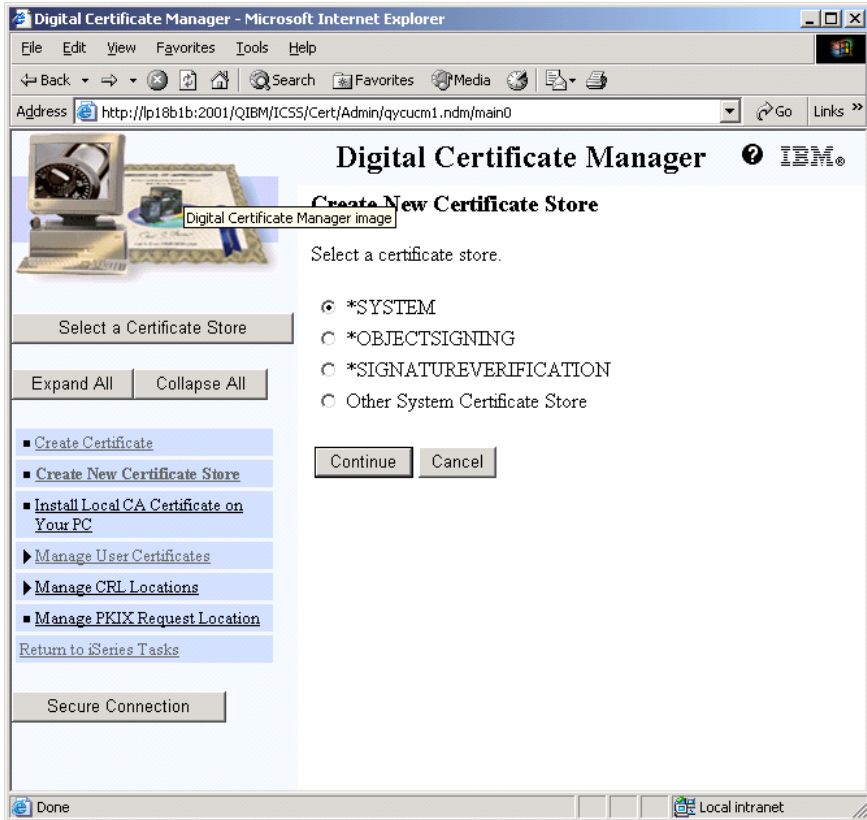 Digital Certificate Manager - Microsoft Internet Explorer
File Edit View Favorites Tools Help
Back Search Favorites Media
Address http://lp18b1b:2001/QIBM/ICSS/Cert/Admin/qycucm1.ndm/main0 Go Links »
Digital Certificate Manager ? IBM®
Digital Certificate Manager image
Create New Certificate Store
Select a certificate store.
*SYSTEM
*OBJECTSIGNING
*SIGNATUREVERIFICATION
Other System Certificate Store
Continue Cancel
Select a Certificate Store
Expand All Collapse All
Create Certificate
Create New Certificate Store
Install Local CA Certificate on
Your PC
Manage User Certificates
Manage CRL Locations
Manage PKIX Request Location
Return to iSeries Tasks
Secure Connection
Done Local intranet